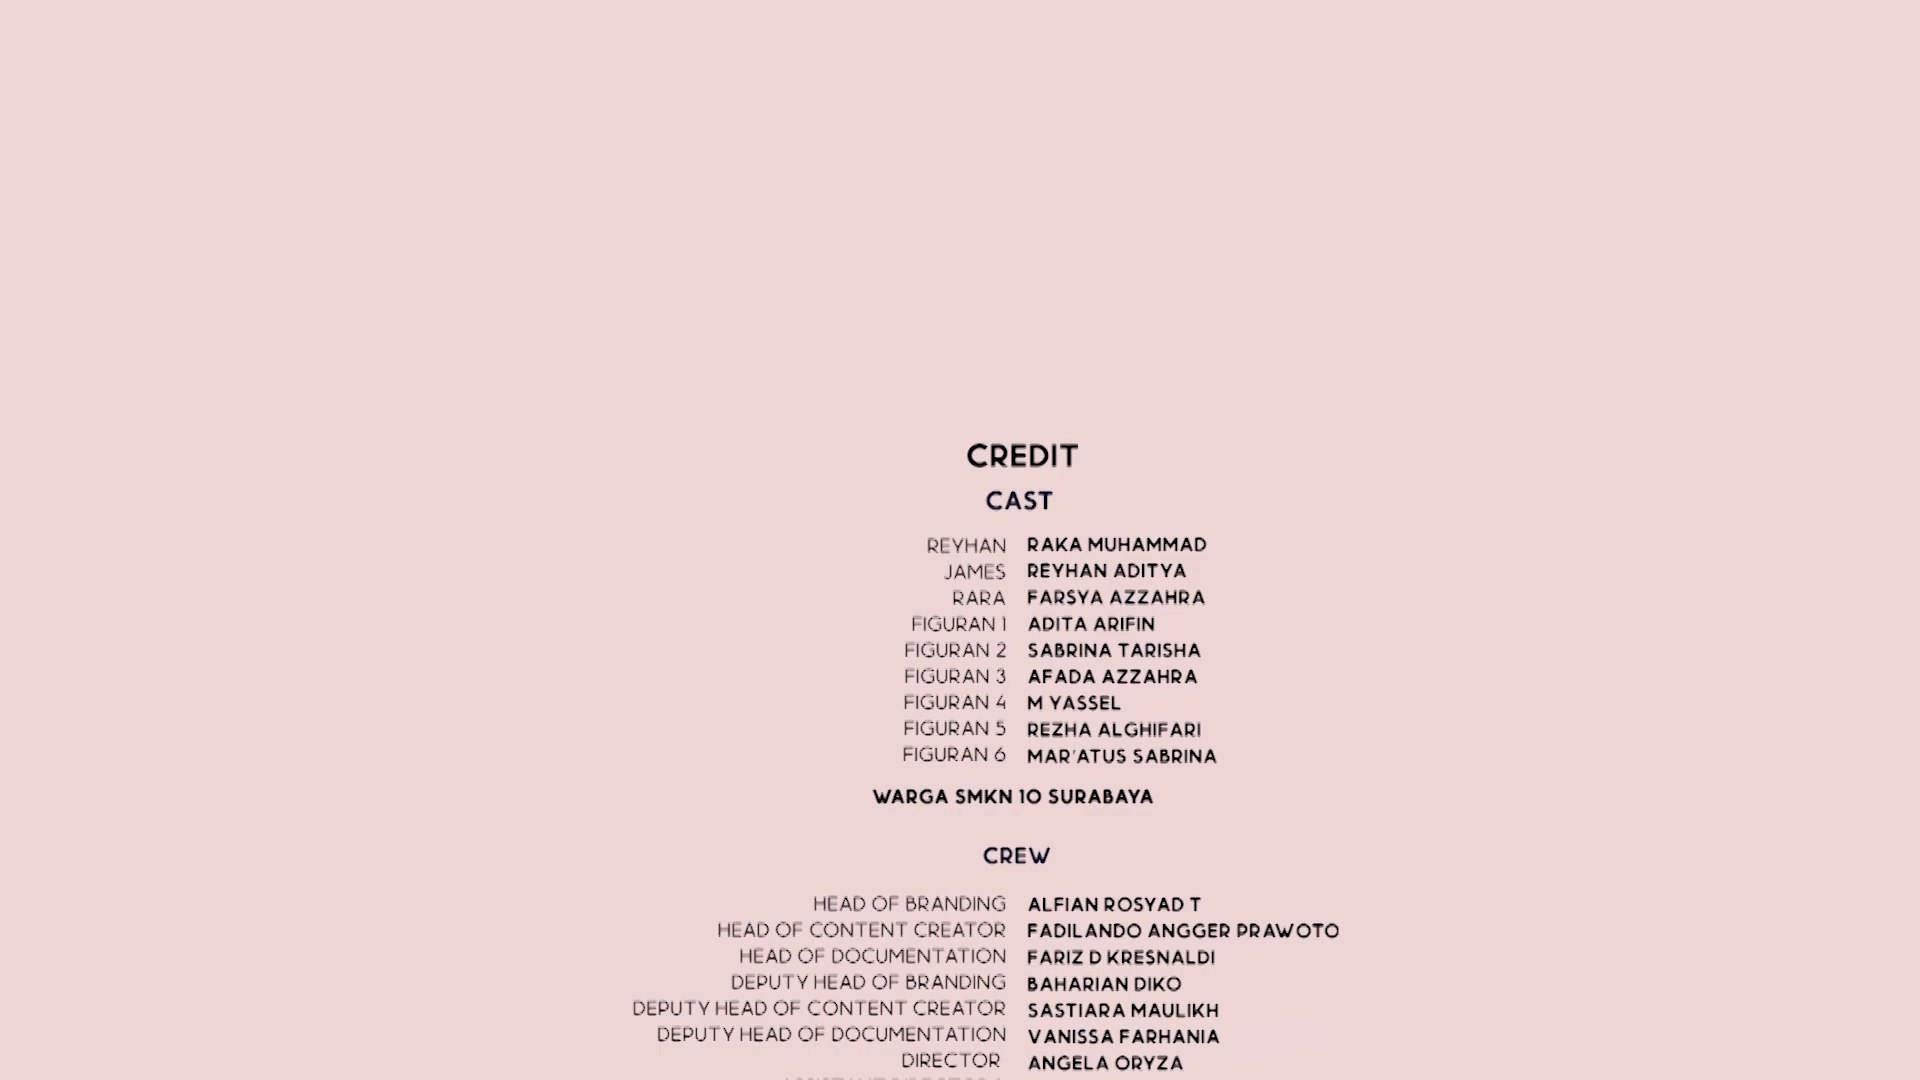 CREDIT
CAST
REYHAN RAKA MUHAMMAD
JAMES REYHAN ADITYA
RARA FARSYA AZZAHRA
FIGURAN 1 ADITA ARIFIN
FIGURAN 2 SABRINA TARISHA
FIGURAN 3 AFADA AZZAHRA
FIGURAN 4 M YASSEL
FIGURAN 5 REZHA ALGHIFARI
FIGURAN 6 MAR'ATUS SABRINA
WARGA SMKN 10 SURABAYA
CREW
HEAD OF BRANDING ALFIAN ROSYAD T
HEAD OF CONTENT CREATOR FADILANDO ANGGER PRAWOTO
HEAD OF DOCUMENTATION FARIZ D KRESNALDI
DEPUTY HEAD OF BRANDING BAHARIAN DIKO
DEPUTY HEAD OF CONTENT CREATOR SASTIARA MAULIKH
DEPUTY HEAD OF DOCUMENTATION VANISSA FARHANIA
DIRECTOR ANGELA ORYZA